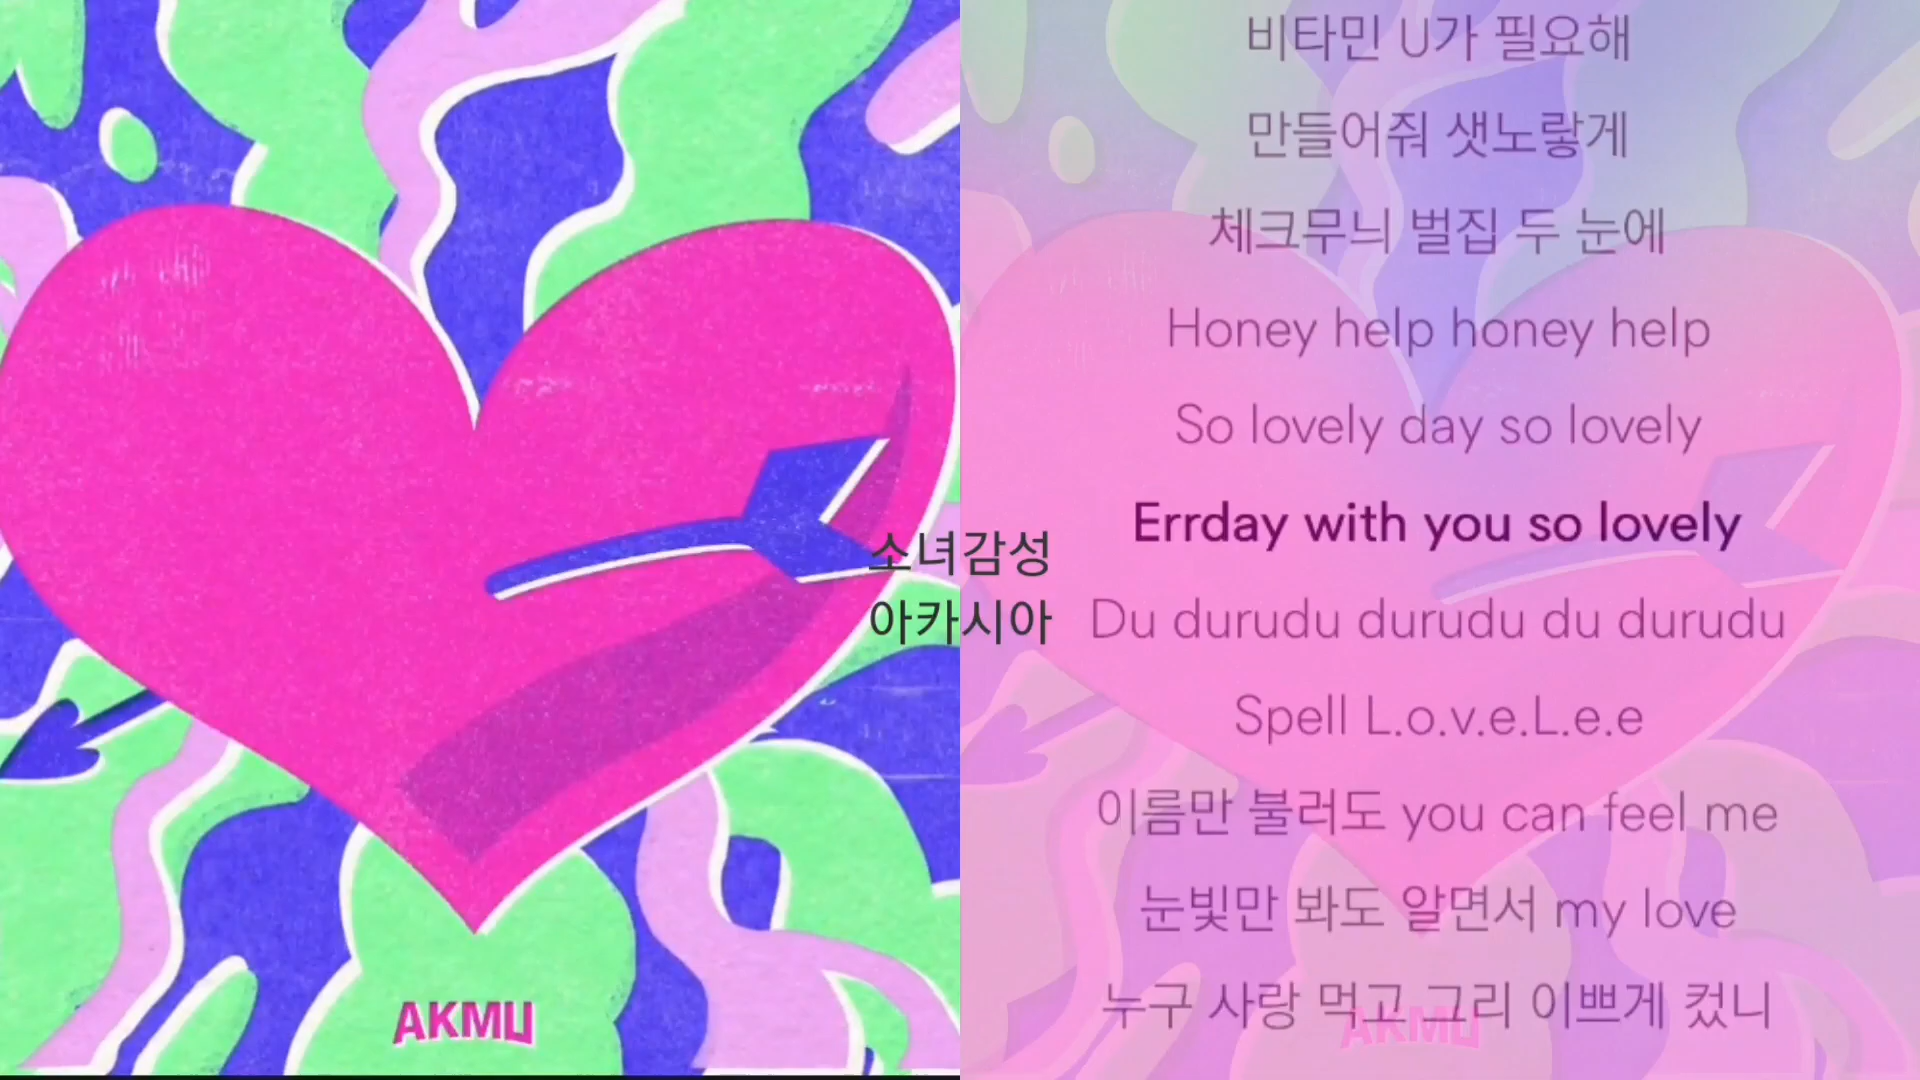 비타민 U가 필요해
만들어줘 샛노랗게
체크무늬 벌집 두 눈에
Honey help honey help
So lovely day so lovely
Errday with you so lovely
소녀감성
아카시아
Du durudu durudu du durudu
Spell L.o.v.e.L.e.e
이름만 불러도 you can feel me
눈빛만 봐도 알면서 my love
누구 사랑 먹고 그리 이쁘게 컸니
AKMU
AKMU